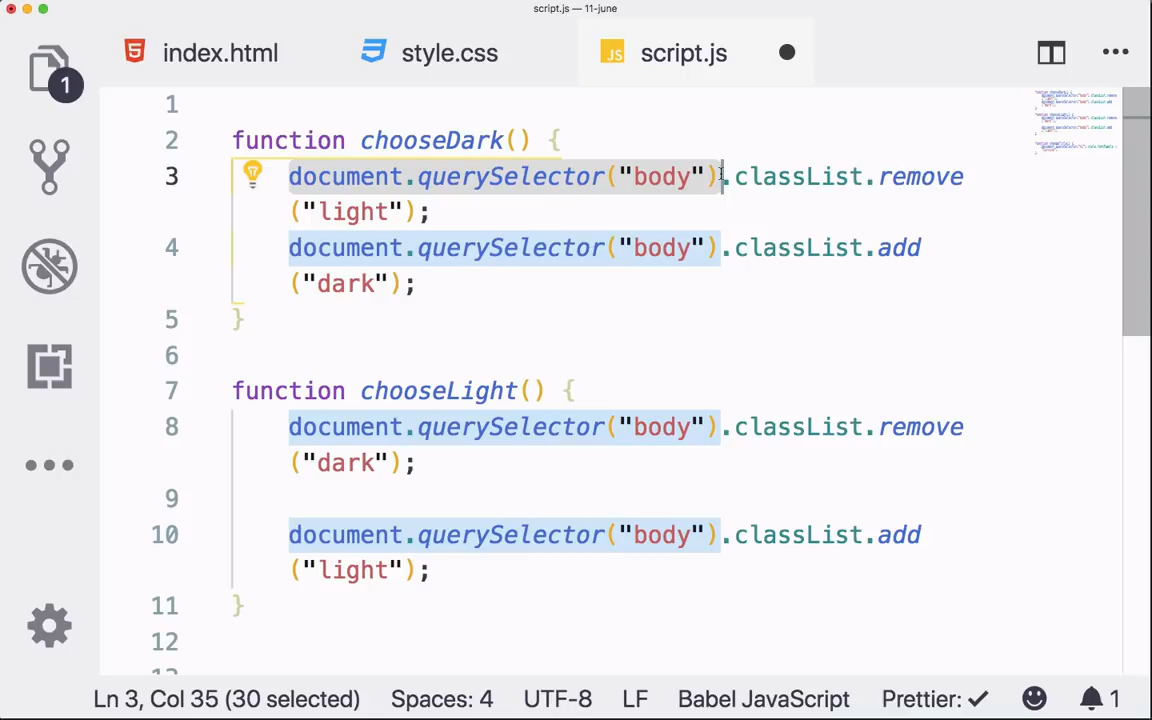 script.js — 11-june
index.html
style.css
JS script.js
1
1
2 function chooseDark() {
3 document.querySelector("body").classList.remove
("light");
4 document.querySelector("body").classList.add
("dark");
5 }
6
7 function chooseLight() {
8 document.querySelector("body").classList.remove
("dark");
9
10 document.querySelector("body").classList.add
("light");
11 }
12
Ln 3, Col 35 (30 selected) Spaces: 4 UTF-8 LF Babel JavaScript Prettier: ✓ 1